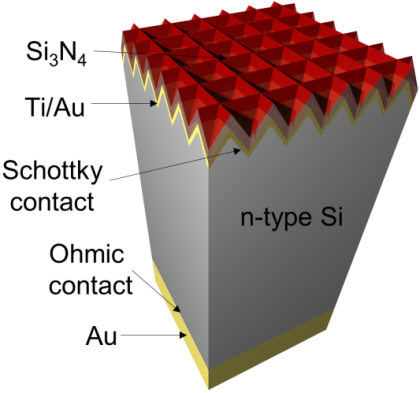 Si₃N₄
Ti/Au
Schottky
contact
n-type Si
Ohmic
contact
Au